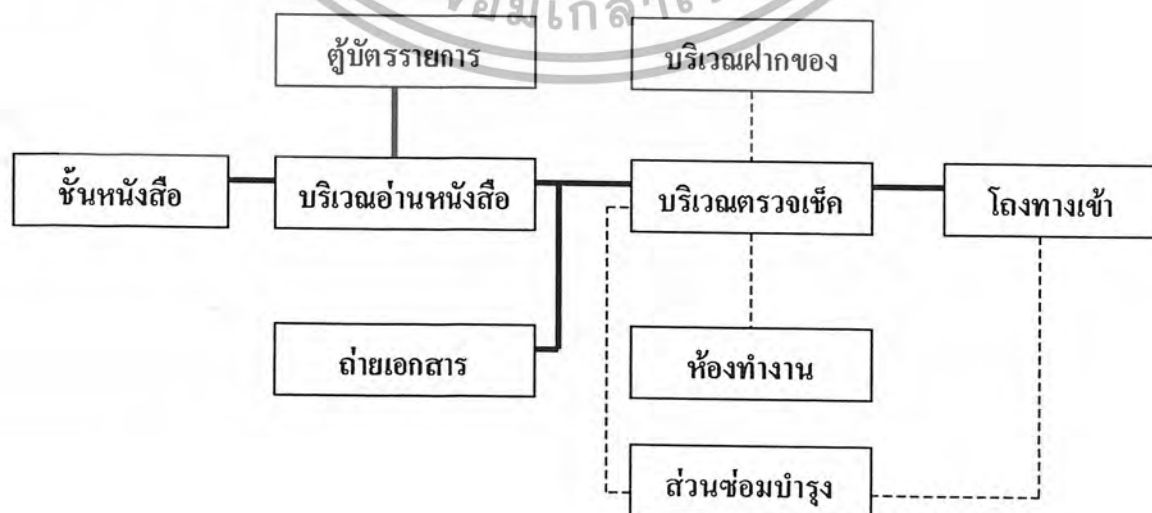 ตู้บัตรรายการ
บริเวณฝากของ
ชั้นหนังสือ
บริเวณอ่านหนังสือ
บริเวณตรวจเช็ค
โถงทางเข้า
ถ่ายเอกสาร
ห้องทำงาน
ส่วนซ่อมบำรุง